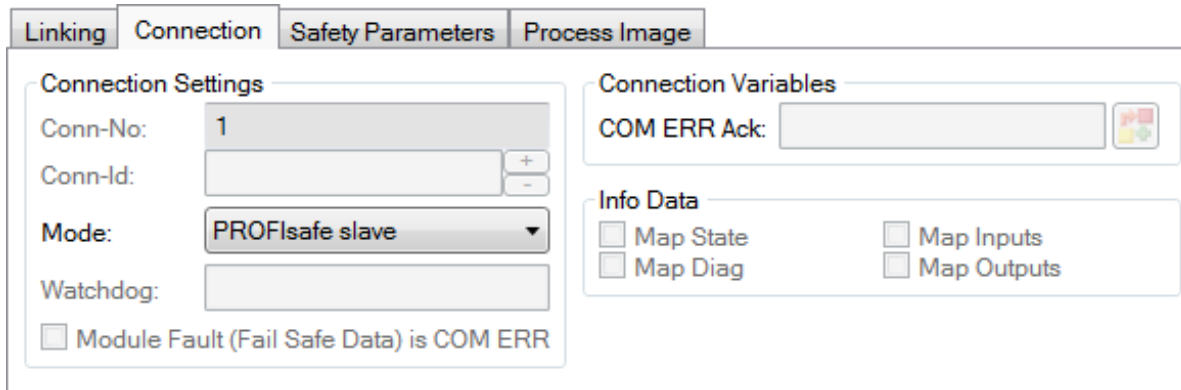 Linking Connection Safety Parameters Process Image
Connection Settings
Conn-No: 1
Conn-Id: + -
Mode: PROFIsafe slave
Watchdog:
Module Fault (Fail Safe Data) is COM ERR
Connection Variables
COM ERR Ack:
Info Data
Map State Map Inputs
Map Diag Map Outputs